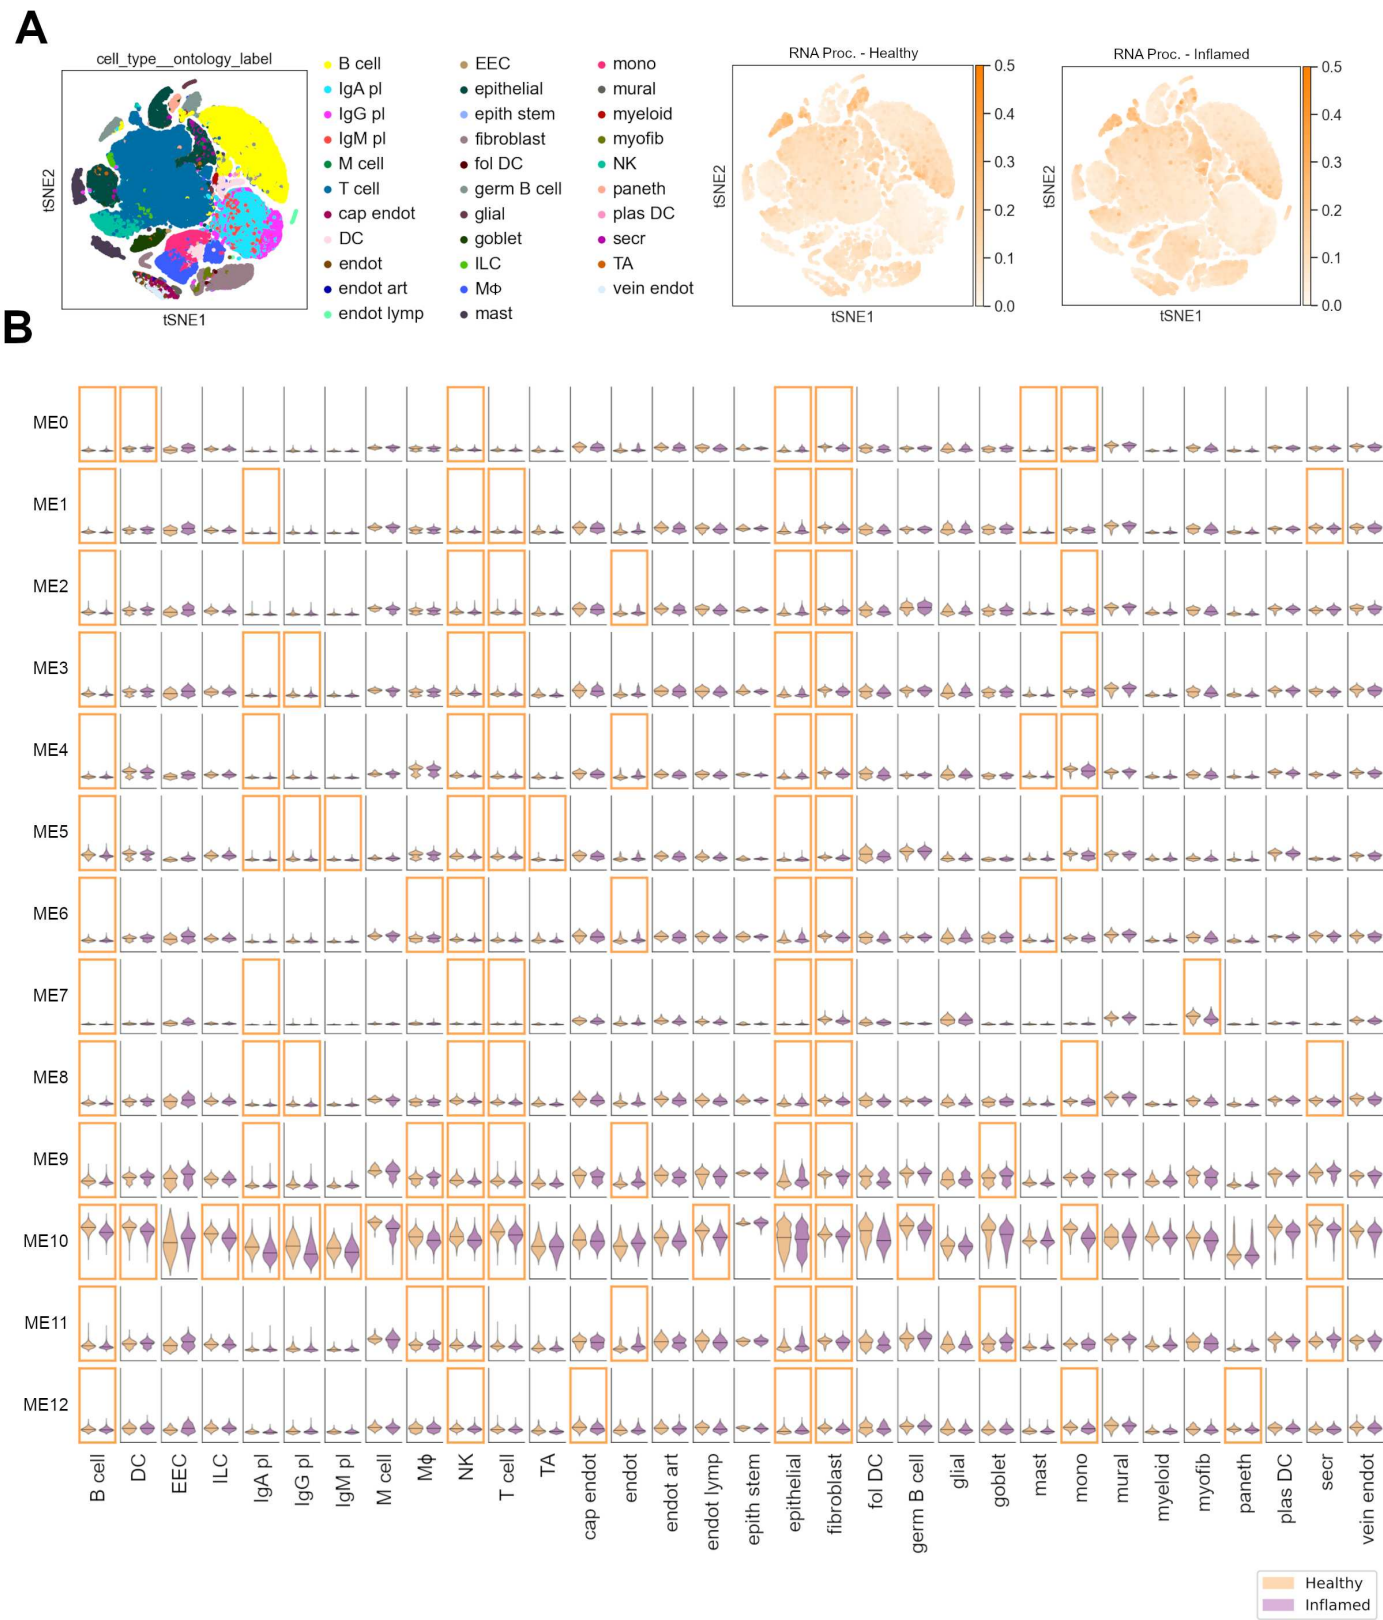 A
cell_type__ontology_label
B cell
IgA pl
IgG pl
IgM pl
M cell
T cell
cap endot
DC
endot
endot art
endot lymp
EEC
epithelial
epith stem
fibroblast
fol DC
germ B cell
glial
goblet
ILC
MΦ
mast
mono
mural
myeloid
myofib
NK
paneth
plas DC
secr
TA
vein endot
tSNE2
tSNE1
RNA Proc. - Healthy
0.5
0.4
0.3
0.2
0.1
0.0
tSNE2
tSNE1
RNA Proc. - Inflamed
0.5
0.4
0.3
0.2
0.1
0.0
tSNE2
tSNE1
B
ME0
ME1
ME2
ME3
ME4
ME5
ME6
ME7
ME8
ME9
ME10
ME11
ME12
B cell
DC
EEC
ILC
IgA pl
IgG pl
IgM pl
M cell
Mϕ
NK
T cell
TA
cap endot
endot
endot art
endot lymp
epith stem
epithelial
fibroblast
fol DC
germ B cell
glial
goblet
mast
mono
mural
myeloid
myofib
paneth
plas DC
secr
vein endot
Healthy
Inflamed